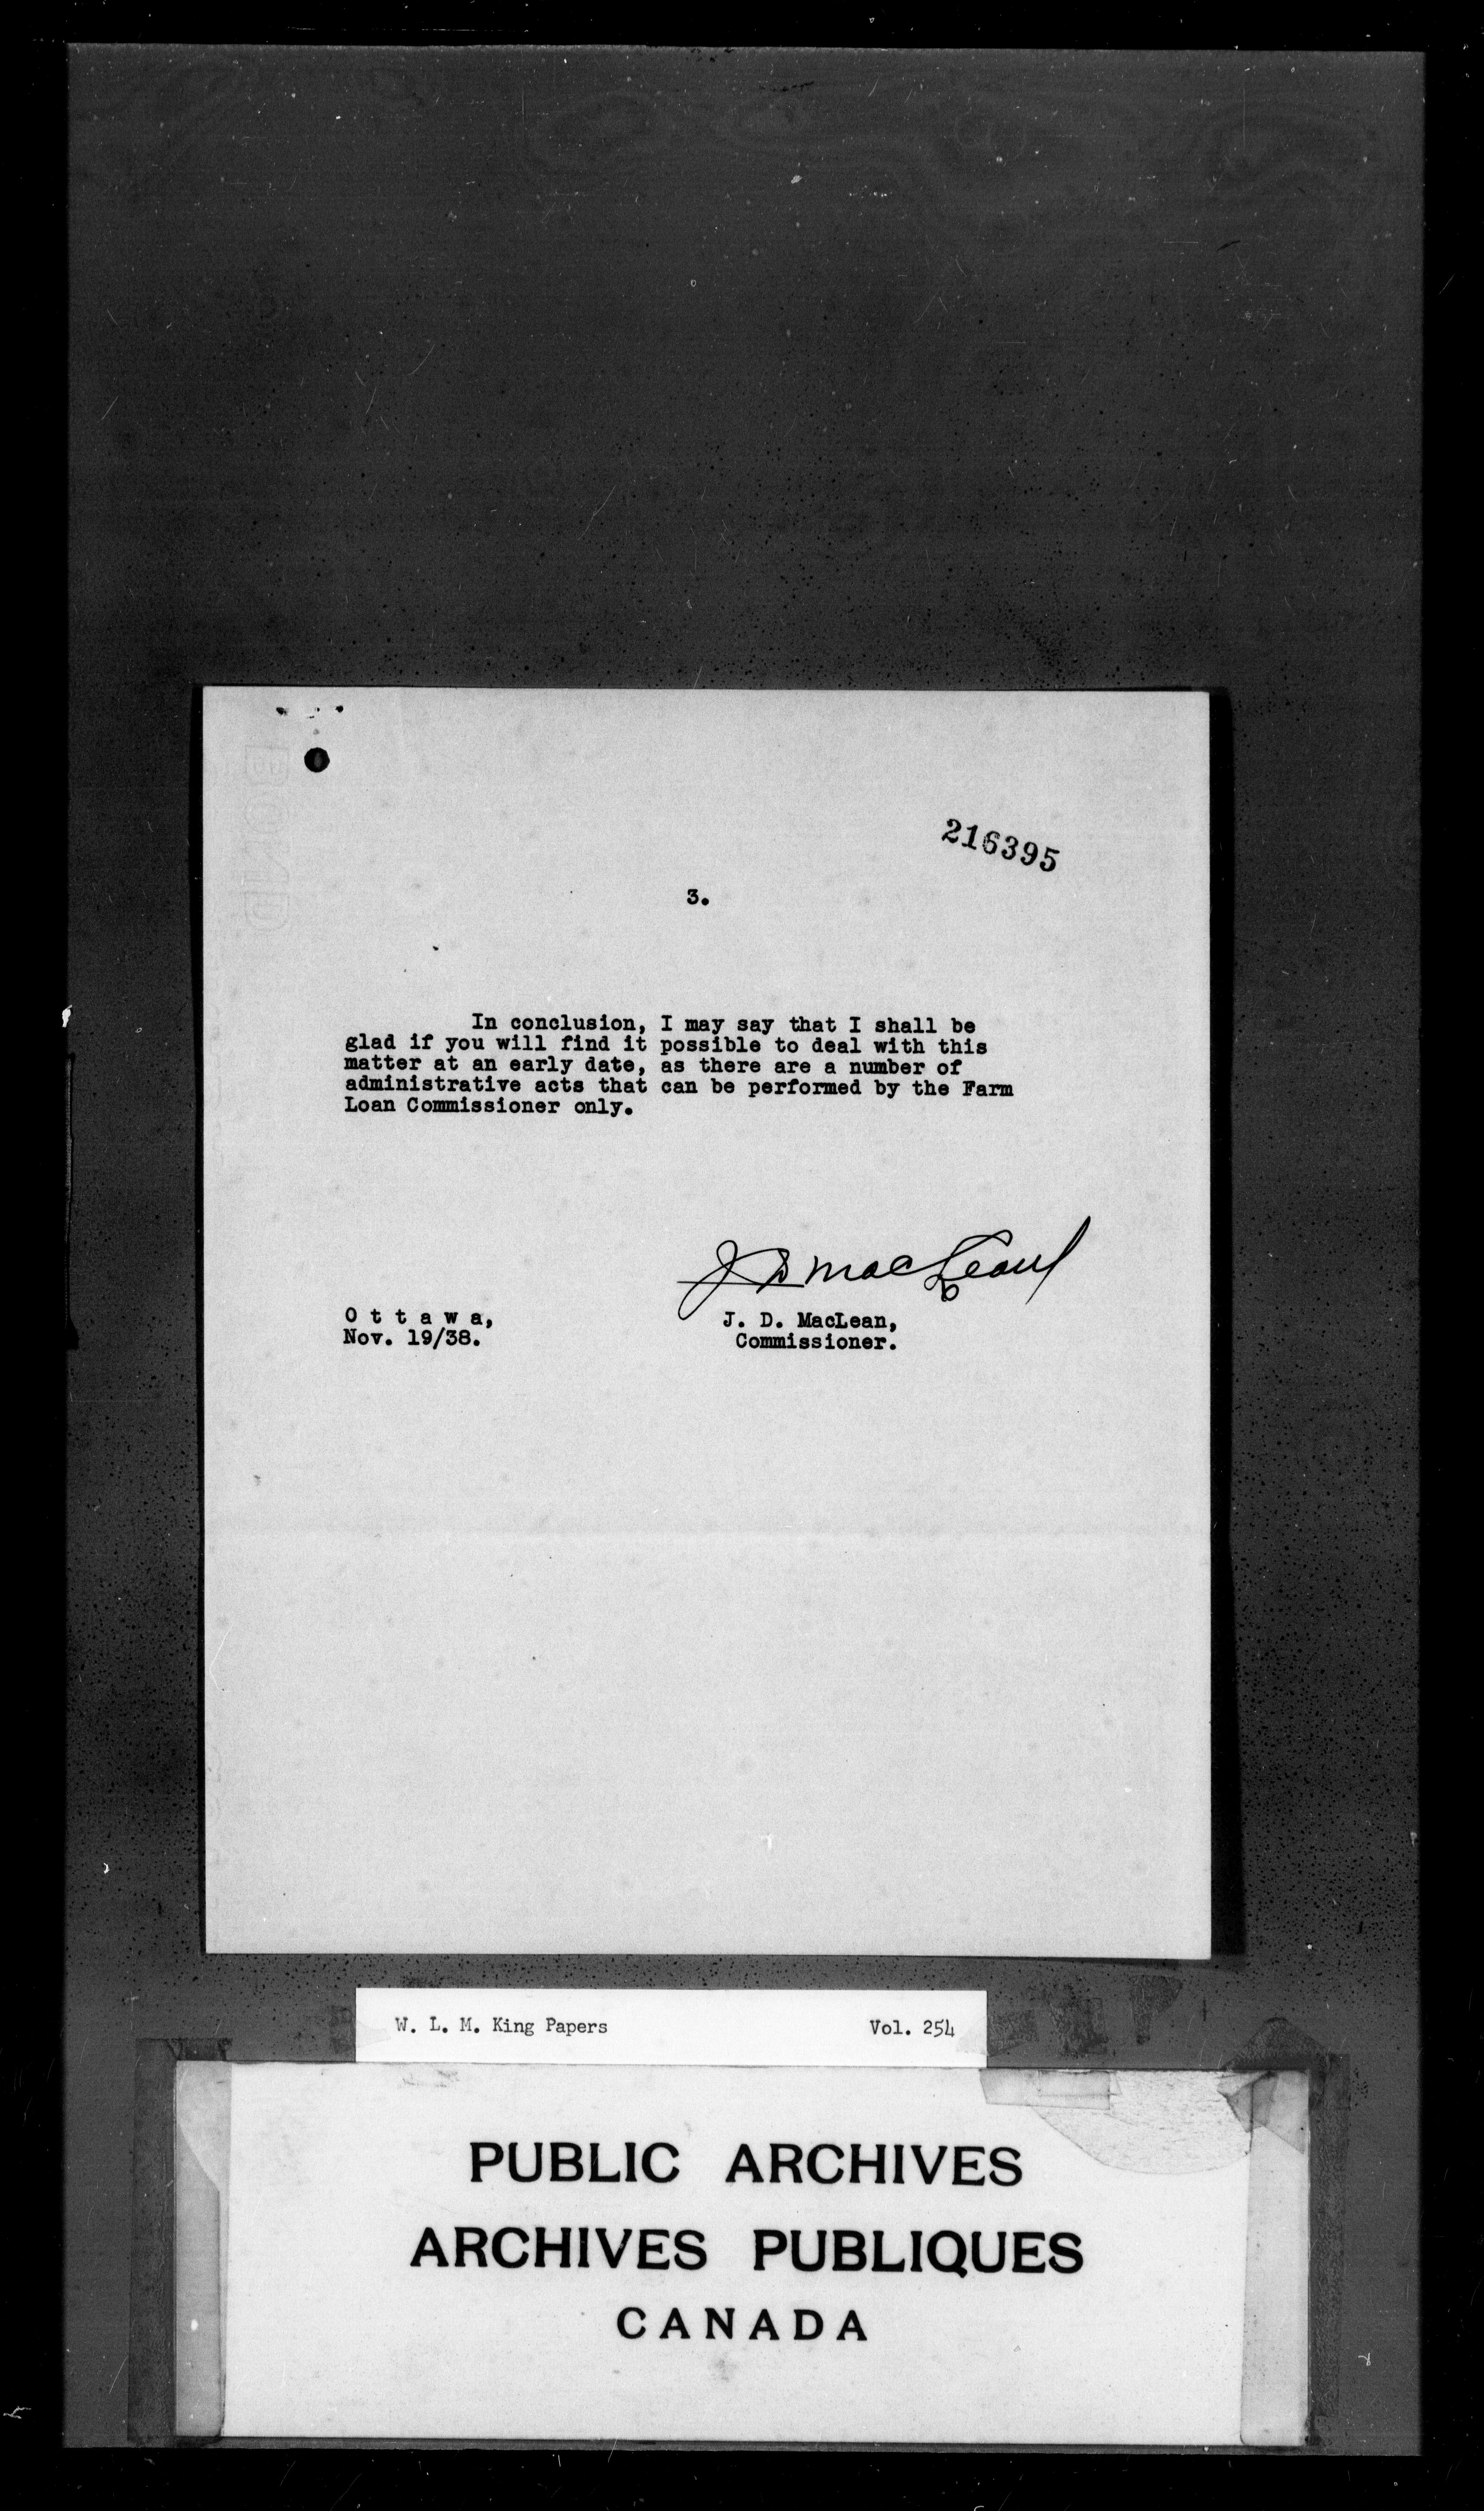 216395
3.
In conclusion, I may say that I shall be
glad if you will find it possible to deal with this
matter at an early date, as there are a number of
administrative acts that can be performed by the Farm
Loan Commissioner only.
J D MacLean
Ottawa,
Nov. 19/38.
J. D. MacLean,
Commissioner.
W. L. M. King Papers Vol. 254
PUBLIC ARCHIVES
ARCHIVES PUBLIQUES
CANADA